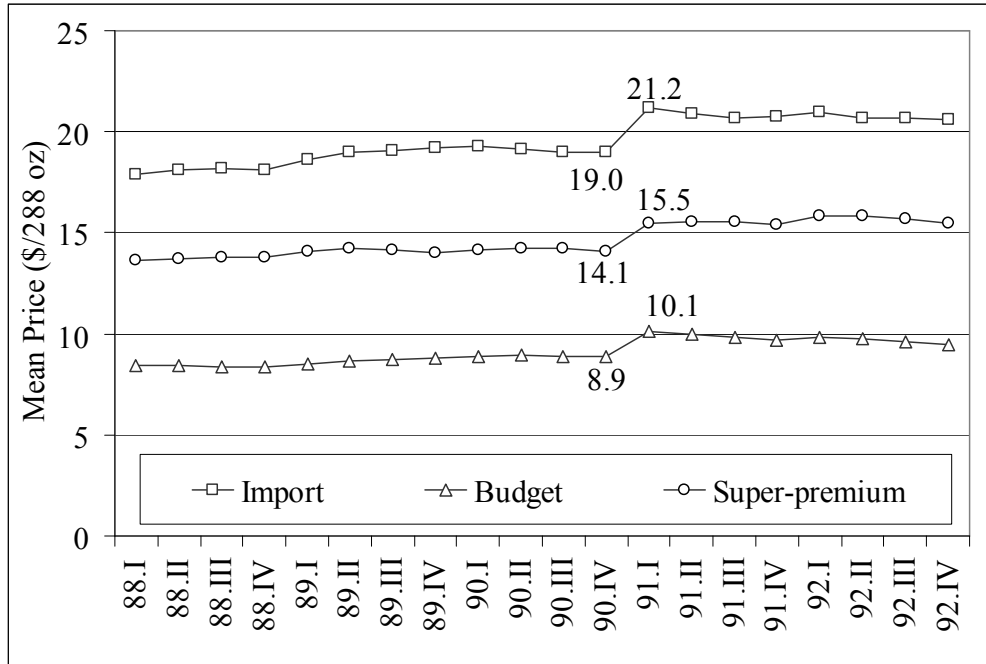 Mean Price ($/288 oz)
25
20
15
10
5
0
21.2
19.0
15.5
14.1
10.1
8.9
Import
Budget
Super-premium
88.I
88.II
88.III
88.IV
89.I
89.II
89.III
89.IV
90.I
90.II
90.III
90.IV
91.I
91.II
91.III
91.IV
92.I
92.II
92.III
92.IV